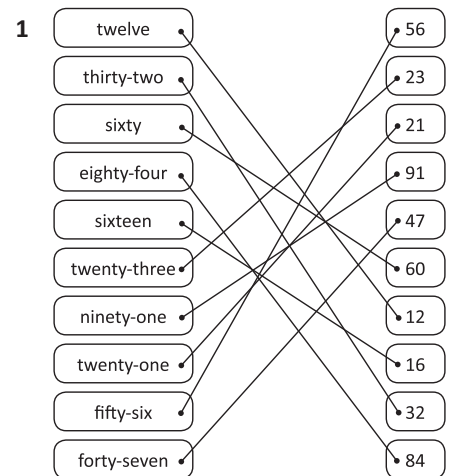 1 twelve 56
thirty-two 23
sixty 21
eighty-four 91
sixteen 47
twenty-three 60
ninety-one 12
twenty-one 16
fifty-six 32
forty-seven 84